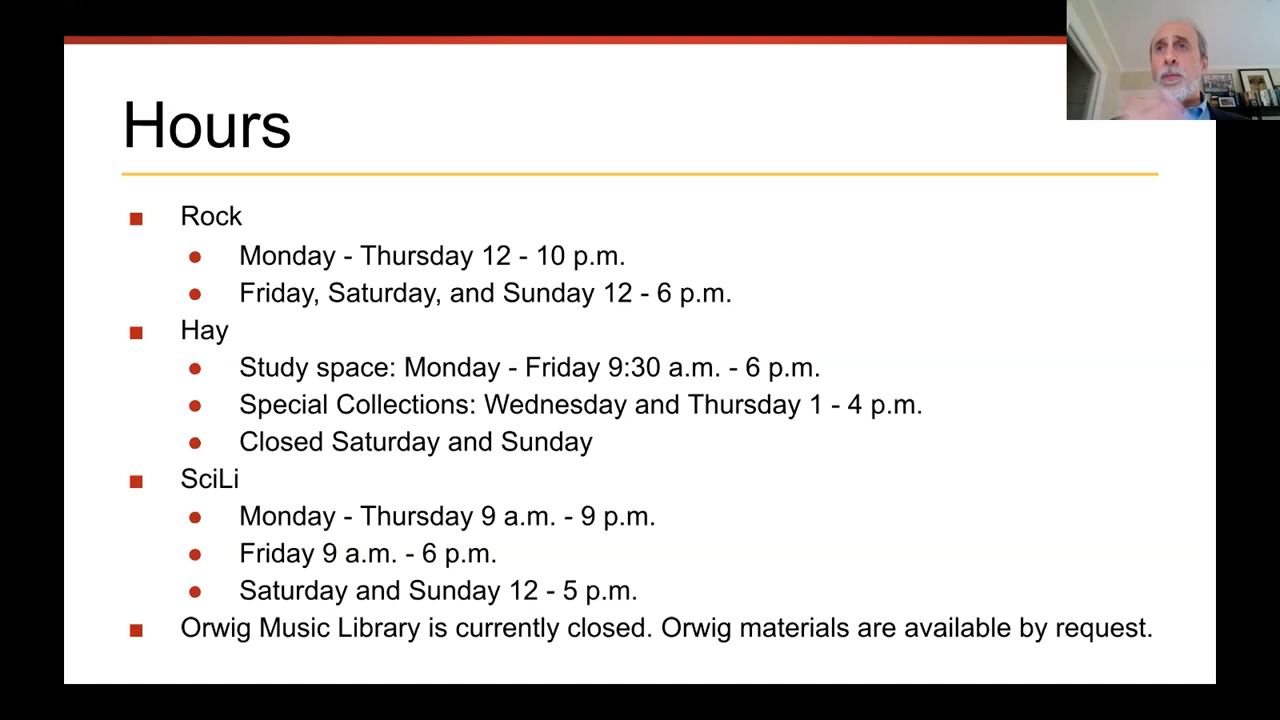 Hours
Rock
Monday - Thursday 12 - 10 p.m.
Friday, Saturday, and Sunday 12 - 6 p.m.
Hay
Study space: Monday - Friday 9:30 a.m. - 6 p.m.
Special Collections: Wednesday and Thursday 1 - 4 p.m.
Closed Saturday and Sunday
SciLi
Monday - Thursday 9 a.m. - 9 p.m.
Friday 9 a.m. - 6 p.m.
Saturday and Sunday 12 - 5 p.m.
Orwig Music Library is currently closed. Orwig materials are available by request.